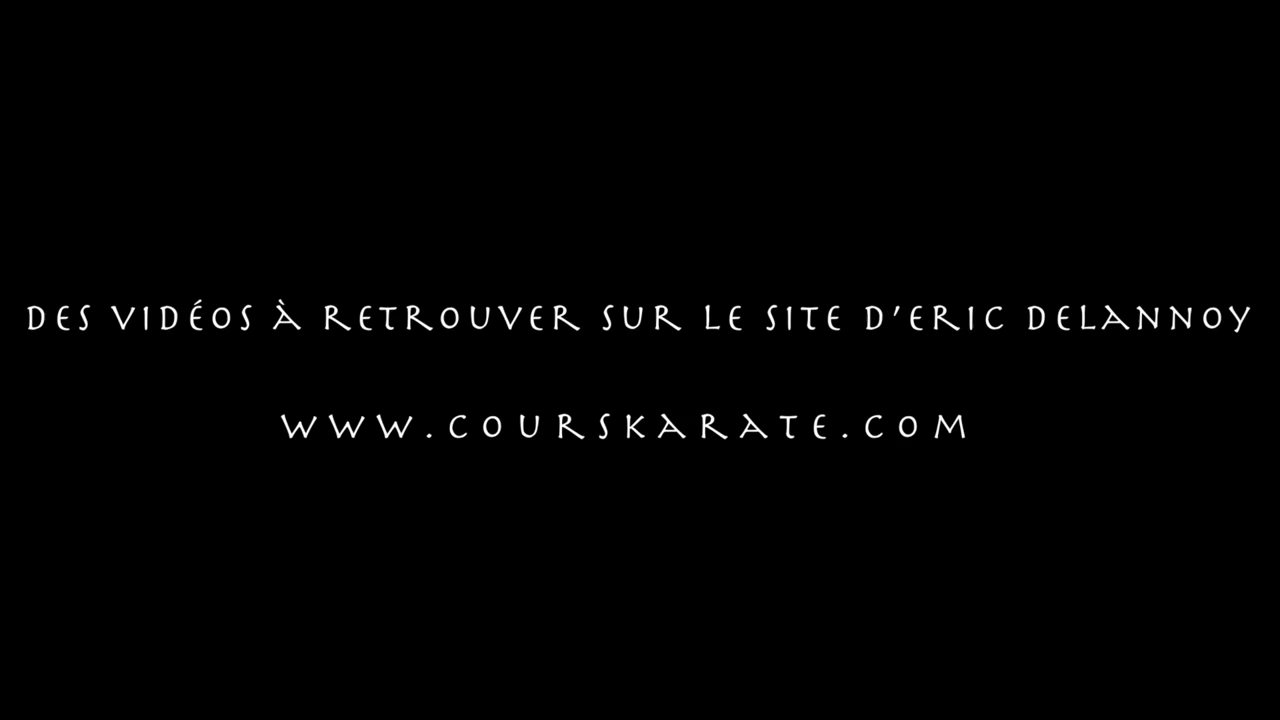 DES VIDÉOS À RETROUVER SUR LE SITE D'ERIC DELANNOY
WWW.COURSKARATE.COM